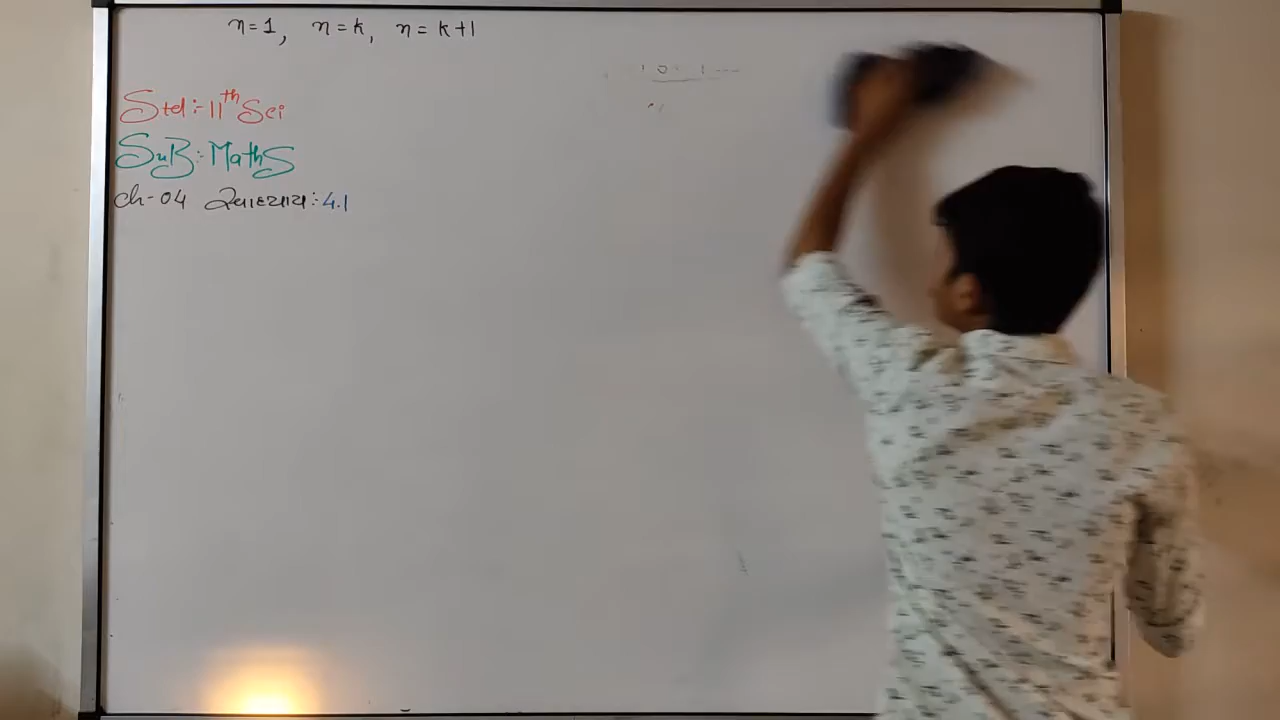 n=1, n=k, n=k+1
Std:-11th Sci
SuB:-MathS
ch-04 સ્વાધ્યાય:-4.1